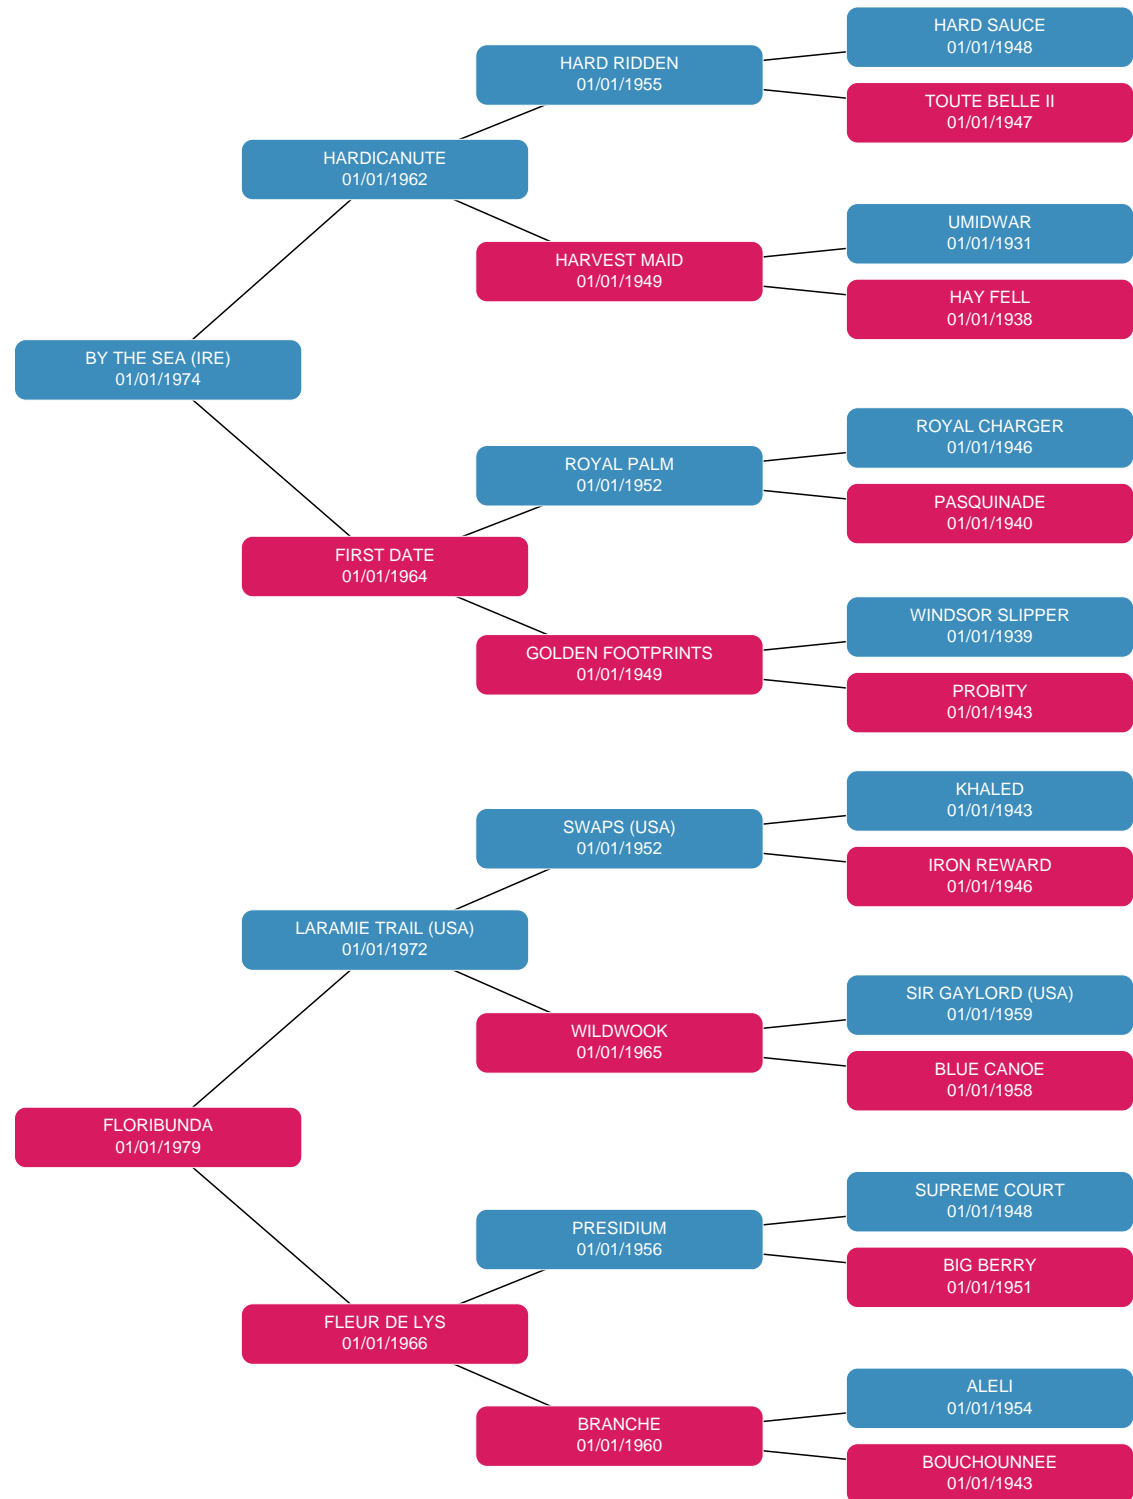 HARD SAUCE
01/01/1948
HARD RIDDEN
01/01/1955
TOUTE BELLE II
01/01/1947
HARDICANUTE
01/01/1962
UMIDWAR
01/01/1931
HARVEST MAID
01/01/1949
HAY FELL
01/01/1938
BY THE SEA (IRE)
01/01/1974
ROYAL CHARGER
01/01/1946
ROYAL PALM
01/01/1952
PASQUINADE
01/01/1940
FIRST DATE
01/01/1964
WINDSOR SLIPPER
01/01/1939
GOLDEN FOOTPRINTS
01/01/1949
PROBITY
01/01/1943
KHALED
01/01/1943
SWAPS (USA)
01/01/1952
IRON REWARD
01/01/1946
LARAMIE TRAIL (USA)
01/01/1972
SIR GAYLORD (USA)
01/01/1959
WILDWOOK
01/01/1965
BLUE CANOE
01/01/1958
FLORIBUNDA
01/01/1979
SUPREME COURT
01/01/1948
PRESIDIUM
01/01/1956
BIG BERRY
01/01/1951
FLEUR DE LYS
01/01/1966
ALELI
01/01/1954
BRANCHE
01/01/1960
BOUCHOUNNEE
01/01/1943